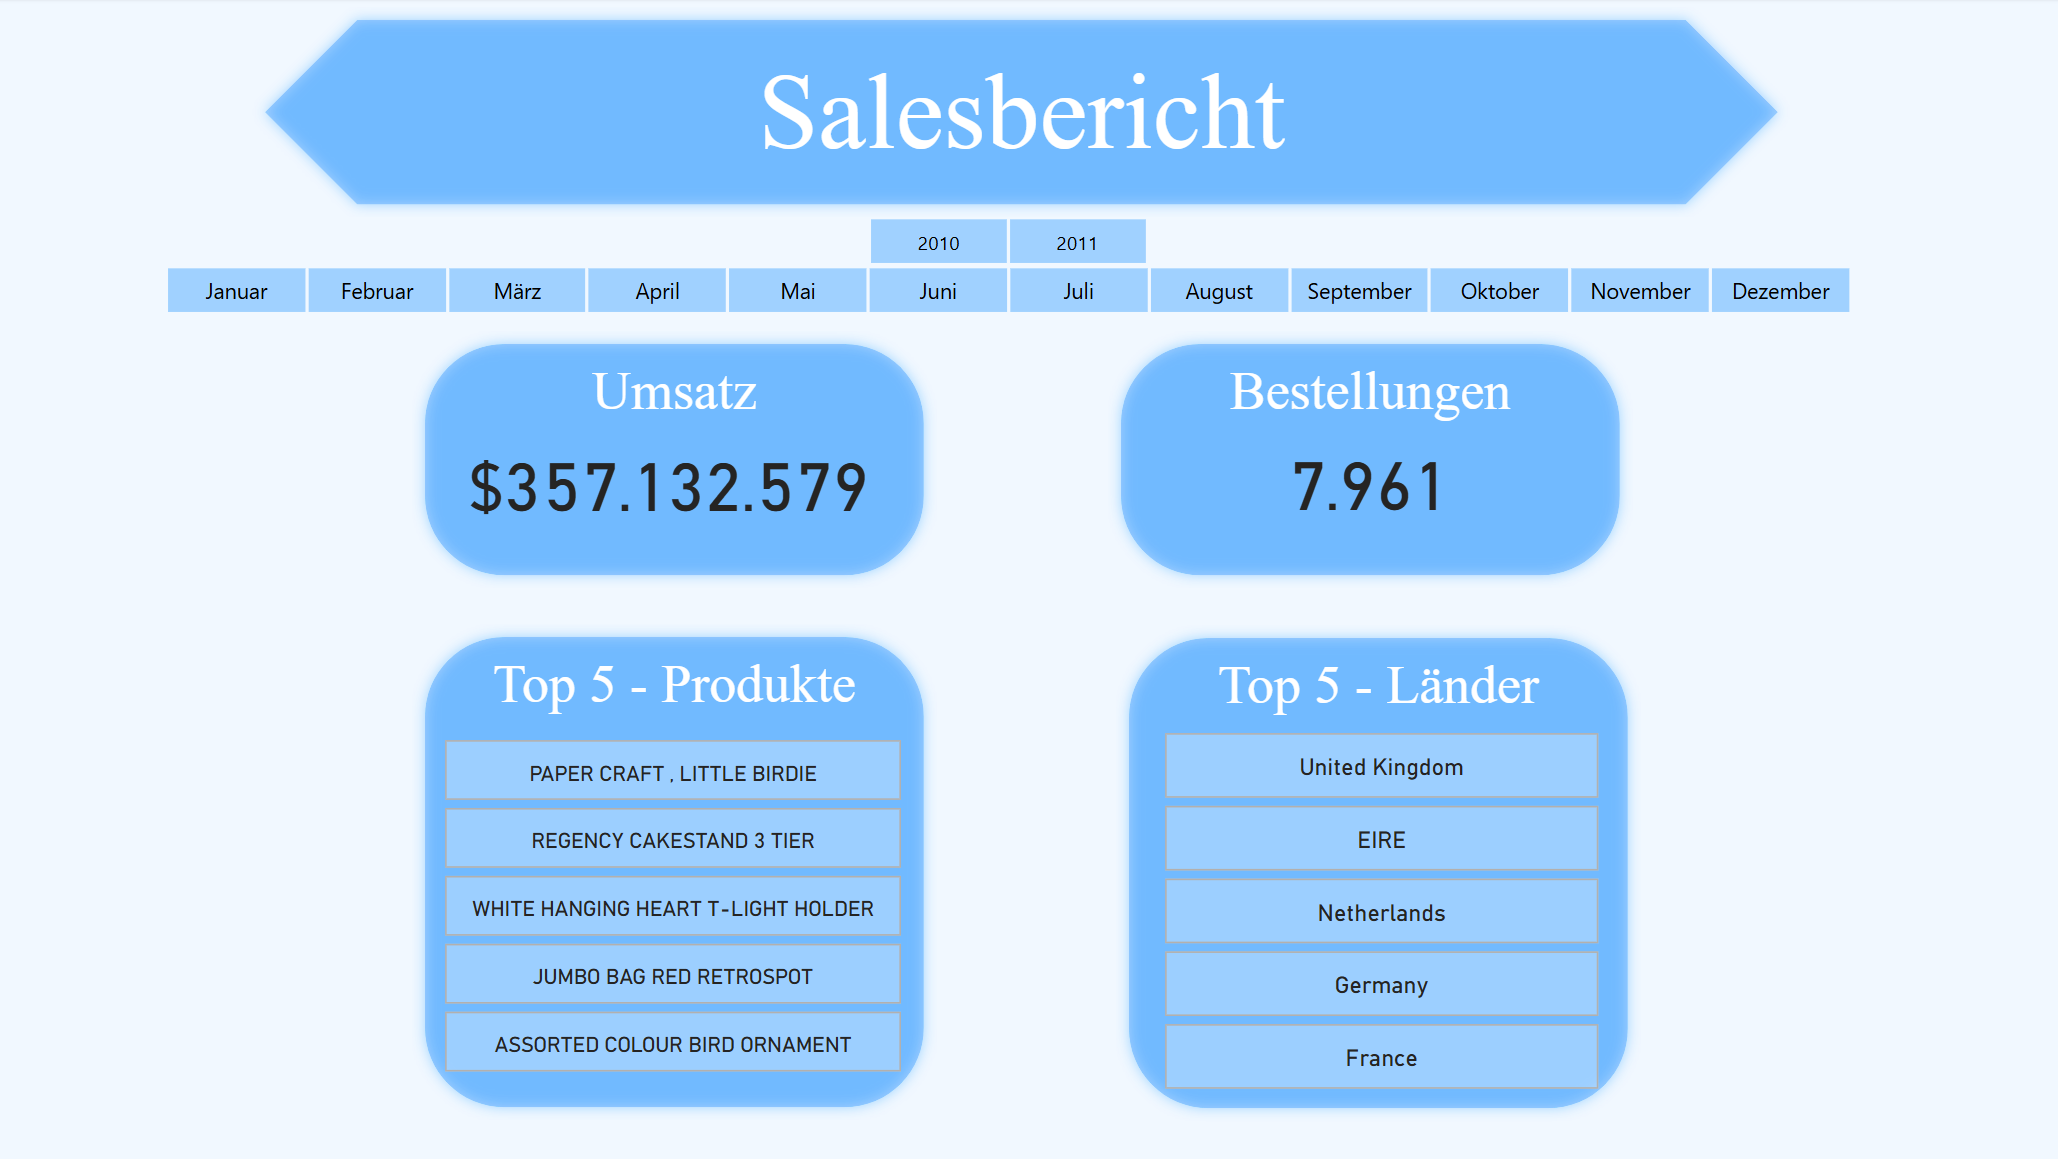 Salesbericht
2010 2011
Januar Februar März April Mai Juni Juli August September Oktober November Dezember
Umsatz
$357.132.579
Bestellungen
7.961
Top 5 - Produkte
PAPER CRAFT , LITTLE BIRDIE
REGENCY CAKESTAND 3 TIER
WHITE HANGING HEART T-LIGHT HOLDER
JUMBO BAG RED RETROSPOT
ASSORTED COLOUR BIRD ORNAMENT
Top 5 - Länder
United Kingdom
EIRE
Netherlands
Germany
France